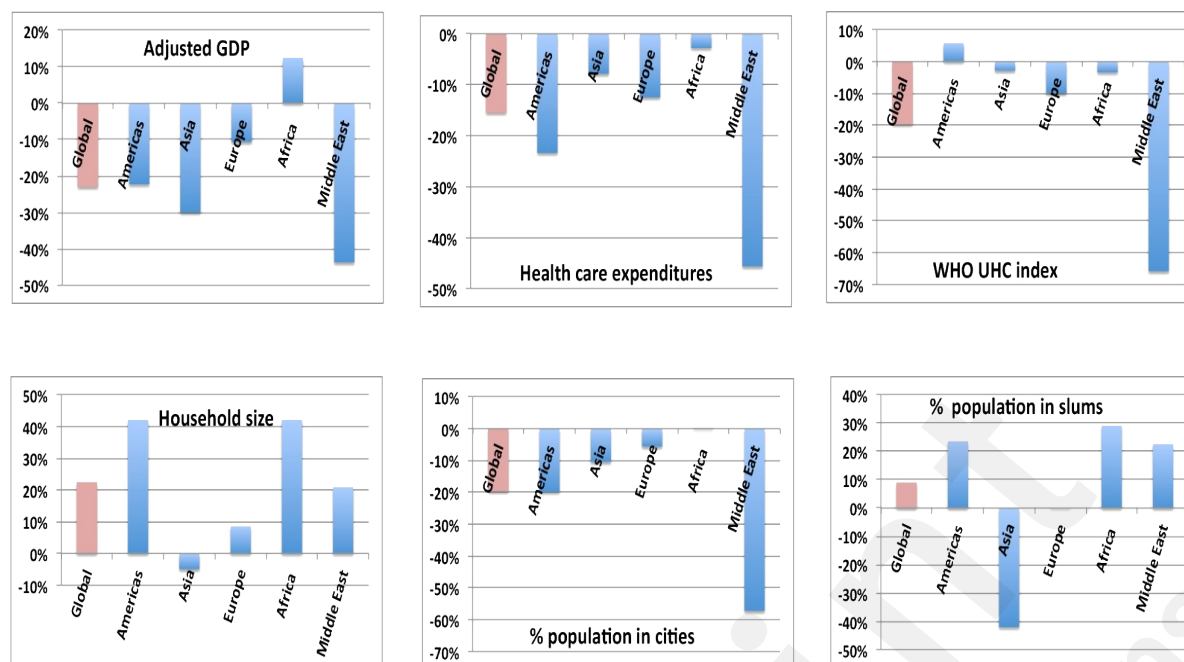 Adjusted GDP
20%
10%
0%
-10%
-20%
-30%
-40%
-50%
Global
Americas
Asia
Europe
Africa
Middle East
Health care expenditures
0%
-10%
-20%
-30%
-40%
-50%
Global
Americas
Asia
Europe
Africa
Middle East
WHO UHC index
10%
0%
-10%
-20%
-30%
-40%
-50%
-60%
-70%
Global
Americas
Asia
Europe
Africa
Middle East
Household size
50%
40%
30%
20%
10%
0%
-10%
Global
Americas
Asia
Europe
Africa
Middle East
% population in cities
10%
0%
-10%
-20%
-30%
-40%
-50%
-60%
-70%
Global
Americas
Asia
Europe
Africa
Middle East
% population in slums
40%
30%
20%
10%
0%
-10%
-20%
-30%
-40%
-50%
Global
Americas
Asia
Europe
Africa
Middle East